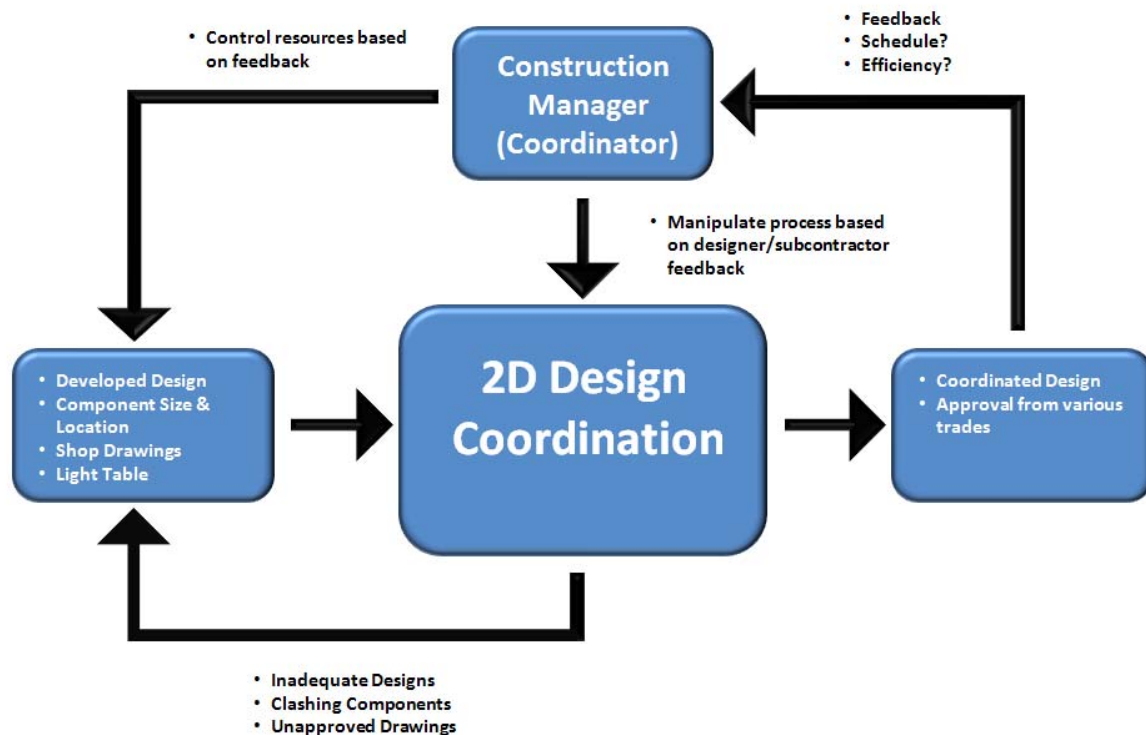 • Control resources based
on feedback
Construction
Manager
(Coordinator)
• Feedback
• Schedule?
• Efficiency?
• Manipulate process based
on designer/subcontractor
feedback
• Developed Design
• Component Size &
Location
• Shop Drawings
• Light Table
2D Design
Coordination
• Coordinated Design
• Approval from various
trades
• Inadequate Designs
• Clashing Components
• Unapproved Drawings